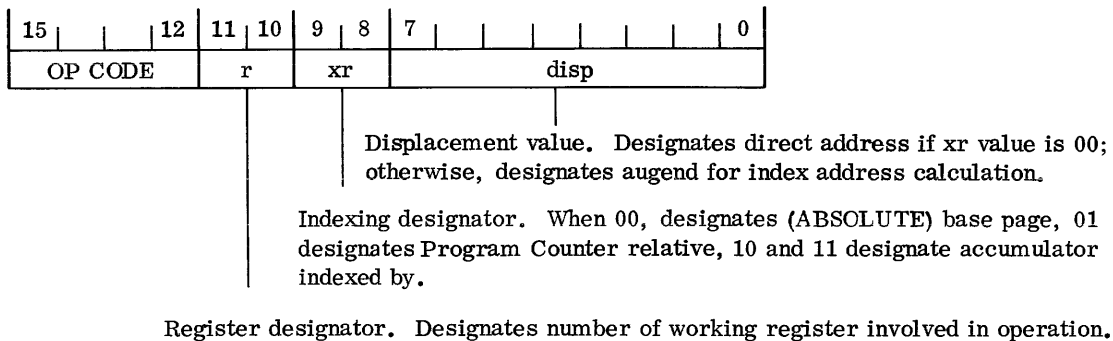 15 12 11 10 9 8 7 0
OP CODE r xr disp
Displacement value. Designates direct address if xr value is 00;
otherwise, designates augend for index address calculation.
Indexing designator. When 00, designates (ABSOLUTE) base page, 01
designates Program Counter relative, 10 and 11 designate accumulator
indexed by.
Register designator. Designates number of working register involved in operation.